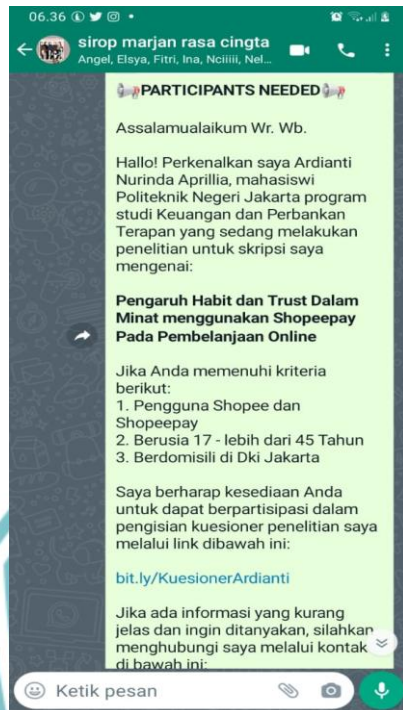 06.36
sirop marjan rasa cingta
Angel, Elsya, Fitri, Ina, Nciiiii, Nel...
PARTICIPANTS NEEDED
Assalamualaikum Wr. Wb.
Hallo! Perkenalkan saya Ardianti
Nurinda Aprillia, mahasiswi
Politeknik Negeri Jakarta program
studi Keuangan dan Perbankan
Terapan yang sedang melakukan
penelitian untuk skripsi saya
mengenai:
Pengaruh Habit dan Trust Dalam
Minat menggunakan Shopeepay
Pada Pembelanjaan Online
Jika Anda memenuhi kriteria
berikut:
1. Pengguna Shopee dan
Shopeepay
2. Berusia 17 - lebih dari 45 Tahun
3. Berdomisili di Dki Jakarta
Saya berharap kesediaan Anda
untuk dapat berpartisipasi dalam
pengisian kuesioner penelitian saya
melalui link dibawah ini:
bit.ly/KuesionerArdianti
Jika ada informasi yang kurang
jelas dan ingin ditanyakan, silahkan
menghubungi saya melalui kontak
di bawah ini:
Ketik pesan